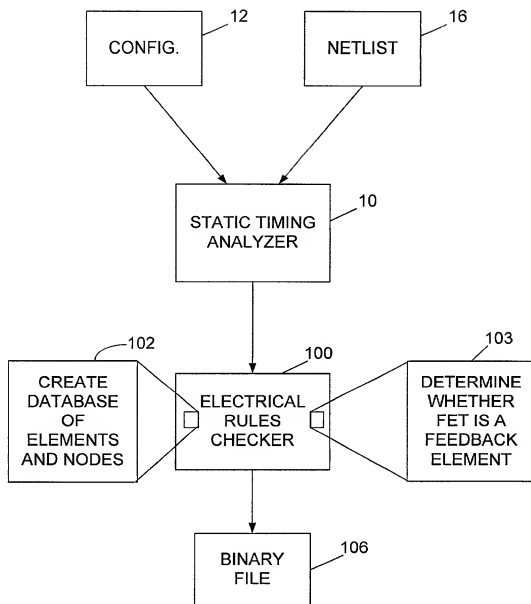 12
CONFIG.
16
NETLIST
10
STATIC TIMING
ANALYZER
102
CREATE
DATABASE
OF
ELEMENTS
AND NODES
100
ELECTRICAL
RULES
CHECKER
103
DETERMINE
WHETHER
FET IS A
FEEDBACK
ELEMENT
BINARY
FILE
106